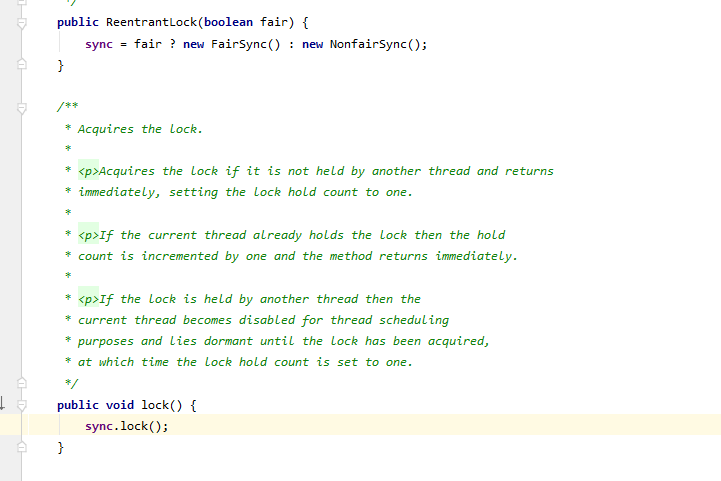 */
public ReentrantLock(boolean fair) {
sync = fair ? new FairSync() : new NonfairSync();
}
/**
* Acquires the lock.
*
* <p>Acquires the lock if it is not held by another thread and returns
* immediately, setting the lock hold count to one.
*
* <p>If the current thread already holds the lock then the hold
* count is incremented by one and the method returns immediately.
*
* <p>If the lock is held by another thread then the
* current thread becomes disabled for thread scheduling
* purposes and lies dormant until the lock has been acquired,
* at which time the lock hold count is set to one.
*/
public void lock() {
sync.lock();
}